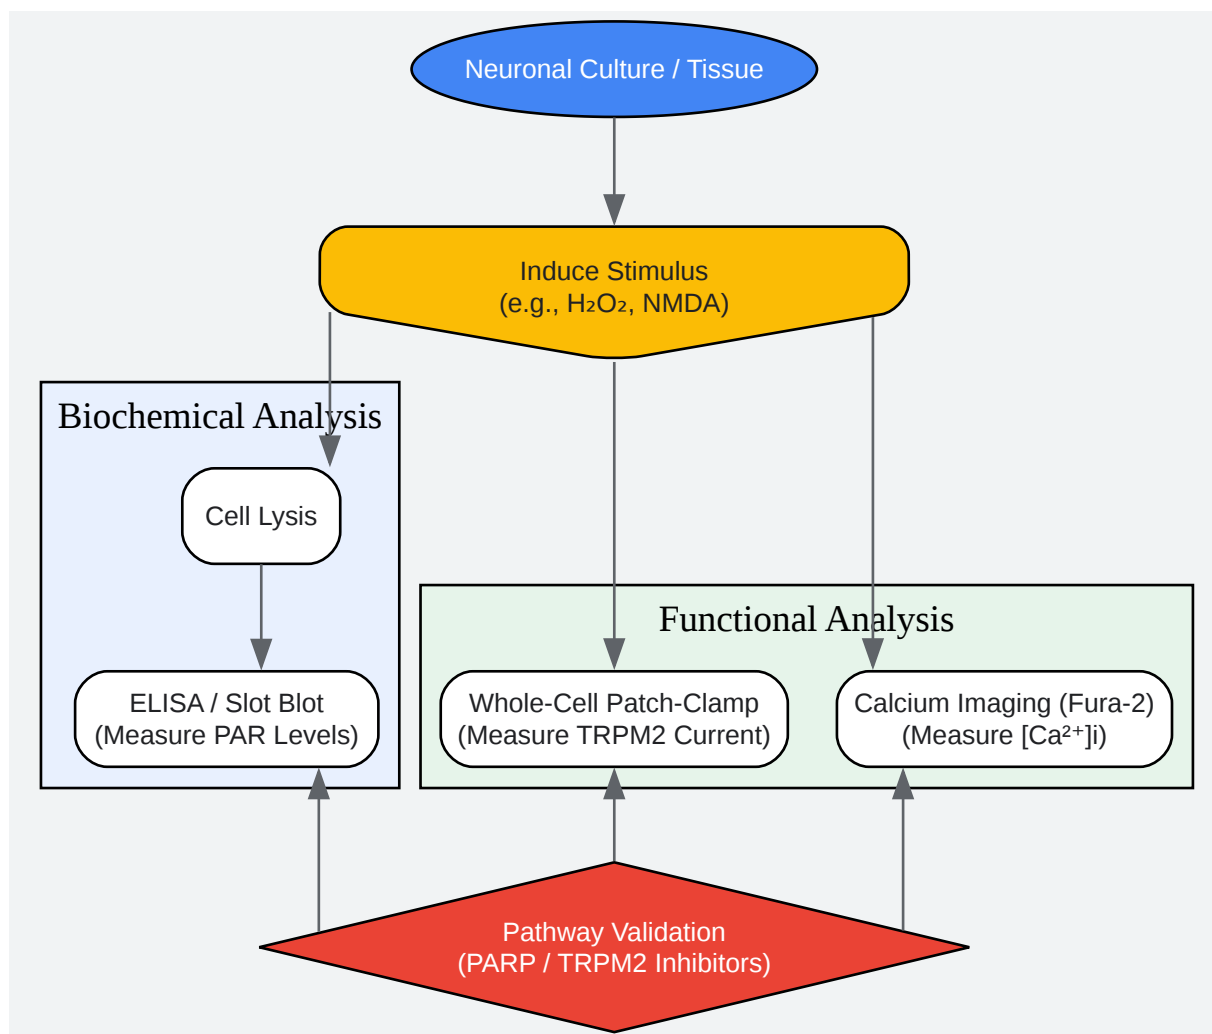 Neuronal Culture / Tissue
Induce Stimulus
(e.g., H₂O₂, NMDA)
Biochemical Analysis
Cell Lysis
ELISA / Slot Blot
(Measure PAR Levels)
Functional Analysis
Whole-Cell Patch-Clamp
(Measure TRPM2 Current)
Calcium Imaging (Fura-2)
(Measure [Ca²⁺]i)
Pathway Validation
(PARP / TRPM2 Inhibitors)